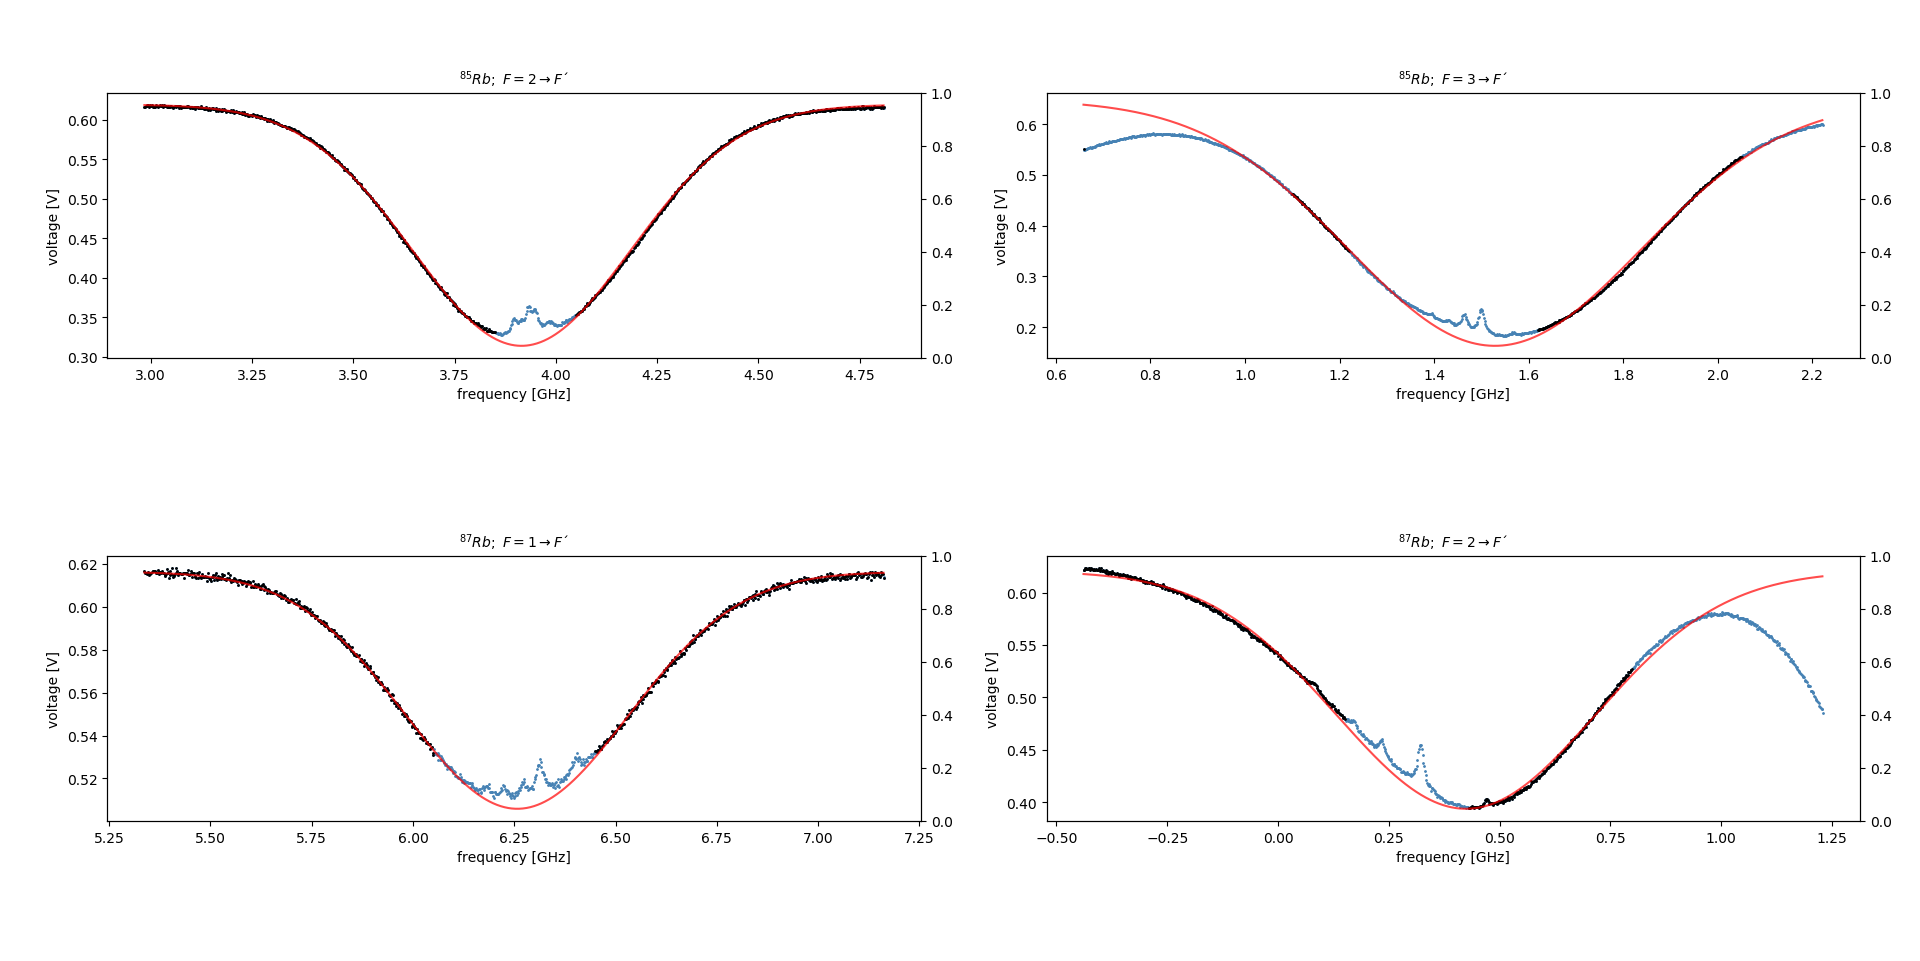 ⁸⁵Rb; F = 2 → F´
0.60
0.55
0.50
0.45
0.40
0.35
0.30
voltage [V]
1.0
0.8
0.6
0.4
0.2
0.0
3.00 3.25 3.50 3.75 4.00 4.25 4.50 4.75
frequency [GHz]
⁸⁵Rb; F = 3 → F´
0.6
0.5
0.4
0.3
0.2
voltage [V]
1.0
0.8
0.6
0.4
0.2
0.0
0.6 0.8 1.0 1.2 1.4 1.6 1.8 2.0 2.2
frequency [GHz]
⁸⁷Rb; F = 1 → F´
0.62
0.60
0.58
0.56
0.54
0.52
voltage [V]
1.0
0.8
0.6
0.4
0.2
0.0
5.25 5.50 5.75 6.00 6.25 6.50 6.75 7.00 7.25
frequency [GHz]
⁸⁷Rb; F = 2 → F´
0.60
0.55
0.50
0.45
0.40
voltage [V]
1.0
0.8
0.6
0.4
0.2
0.0
−0.50 −0.25 0.00 0.25 0.50 0.75 1.00 1.25
frequency [GHz]